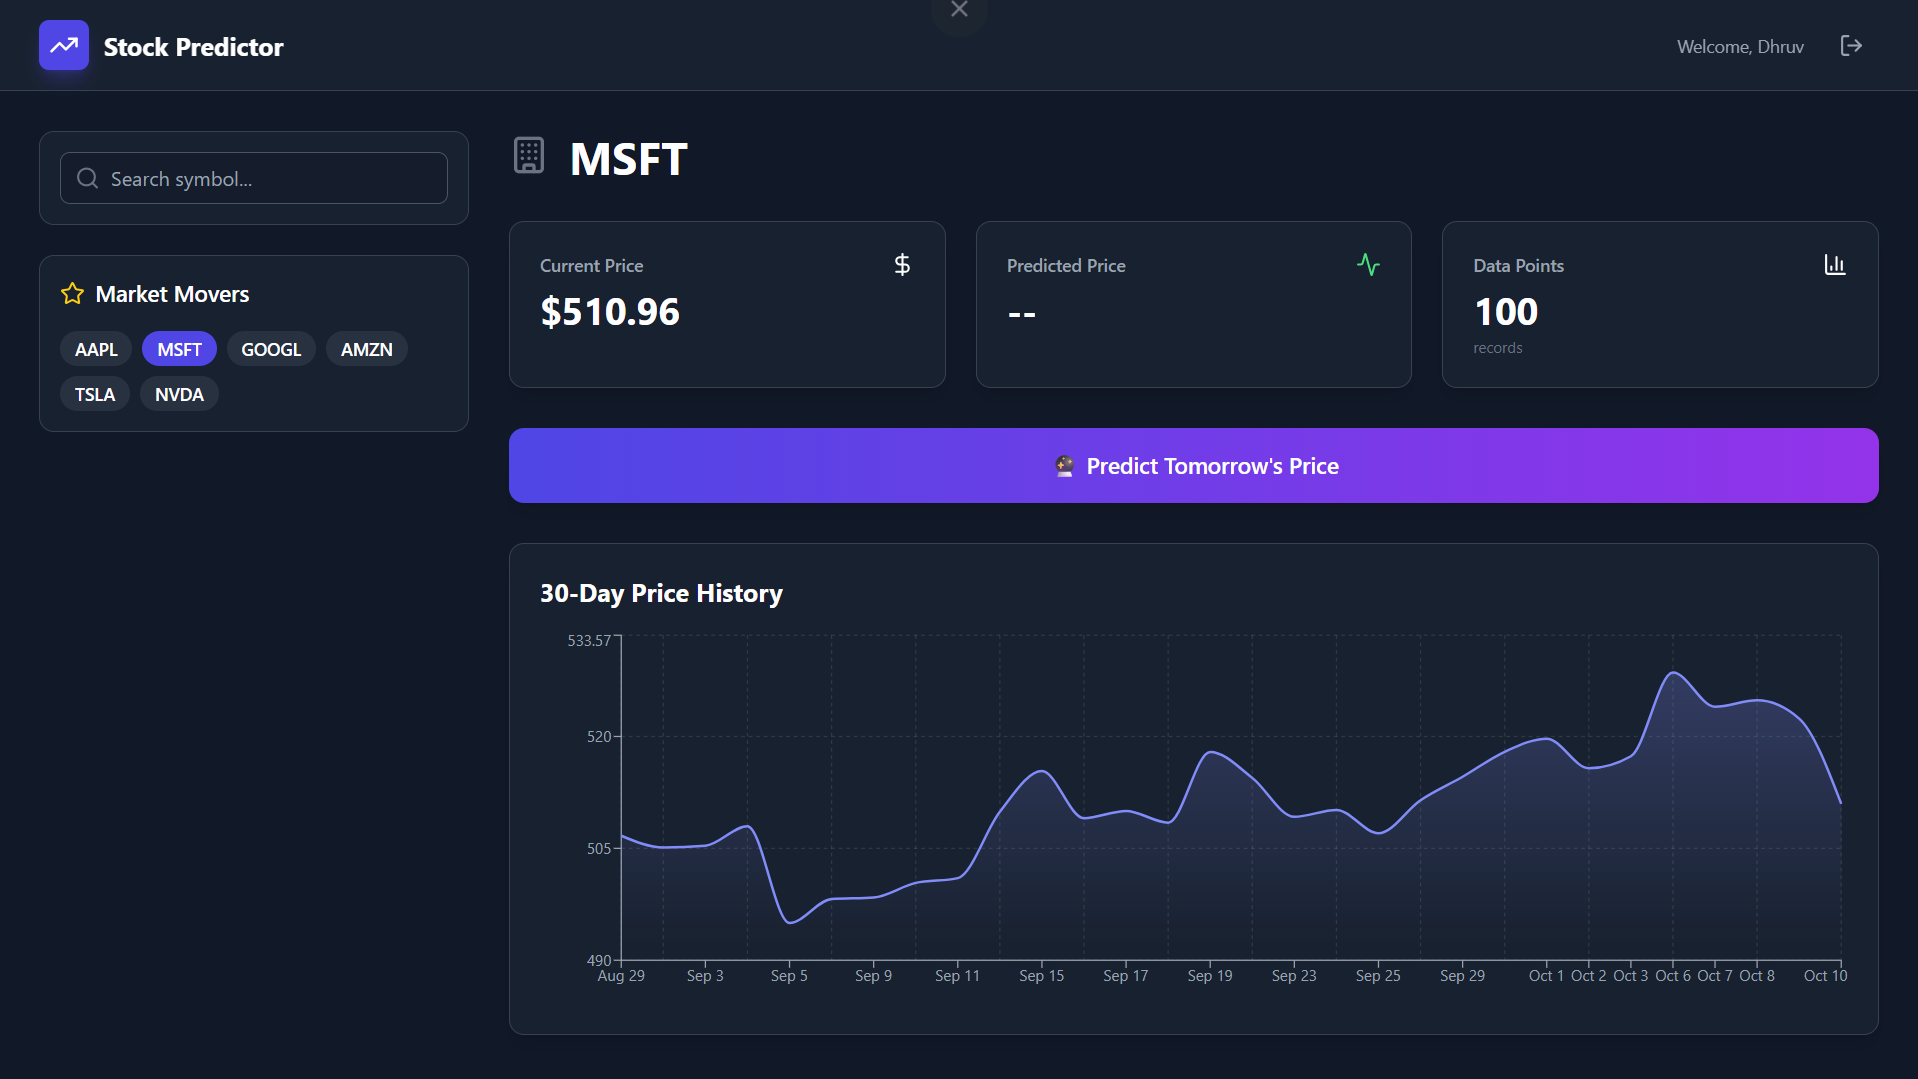 Stock Predictor
Welcome, Dhruv
Search symbol...
Market Movers
AAPL
MSFT
GOOGL
AMZN
TSLA
NVDA
MSFT
Current Price
$510.96
Predicted Price
--
Data Points
100
records
🔮 Predict Tomorrow's Price
30-Day Price History
533.57
520
505
490
Aug 29 Sep 3 Sep 5 Sep 9 Sep 11 Sep 15 Sep 17 Sep 19 Sep 23 Sep 25 Sep 29 Oct 1 Oct 2 Oct 3 Oct 6 Oct 7 Oct 8 Oct 10